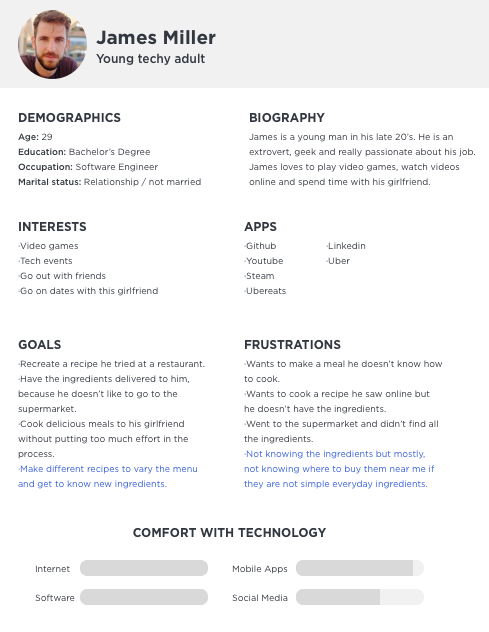 James Miller
Young techy adult
DEMOGRAPHICS
Age: 29
Education: Bachelor's Degree
Occupation: Software Engineer
Marital status: Relationship / not married
BIOGRAPHY
James is a young man in his late 20's. He is an
extrovert, geek and really passionate about his job.
James loves to play video games, watch videos
online and spend time with his girlfriend.
INTERESTS
·Video games
·Tech events
·Go out with friends
·Go on dates with this girlfriend
APPS
·Github
·Youtube
·Steam
·Ubereats
·Linkedin
·Uber
GOALS
·Recreate a recipe he tried at a restaurant.
·Have the ingredients delivered to him,
because he doesn't like to go to the
supermarket.
·Cook delicious meals to his girlfriend
without putting too much effort in the
process.
·Make different recipes to vary the menu
and get to know new ingredients.
FRUSTRATIONS
·Wants to make a meal he doesn't know how
to cook.
·Wants to cook a recipe he saw online but
he doesn't have the ingredients.
·Went to the supermarket and didn't find all
the ingredients.
·Not knowing the ingredients but mostly,
not knowing where to buy them near me if
they are not simple everyday ingredients.
COMFORT WITH TECHNOLOGY
Internet
Software
Mobile Apps
Social Media